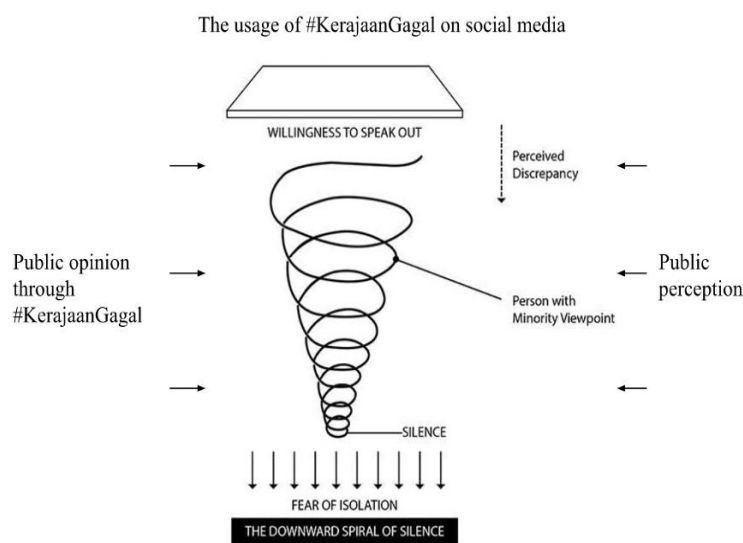 The usage of #KerajaanGagal on social media
WILLINGNESS TO SPEAK OUT
Perceived
Discrepancy
Public opinion
through
#KerajaanGagal
Public
perception
Person with
Minority Viewpoint
SILENCE
FEAR OF ISOLATION
THE DOWNWARD SPIRAL OF SILENCE